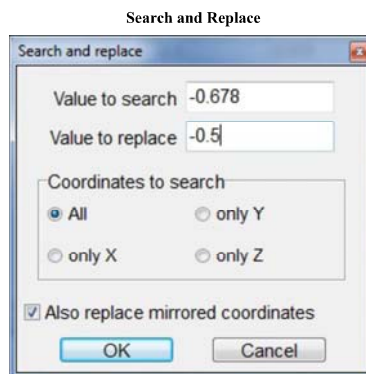 Search and Replace
Search and replace
Value to search -0.678
Value to replace -0.5
Coordinates to search
All only Y
only X only Z
Also replace mirrored coordinates
OK Cancel